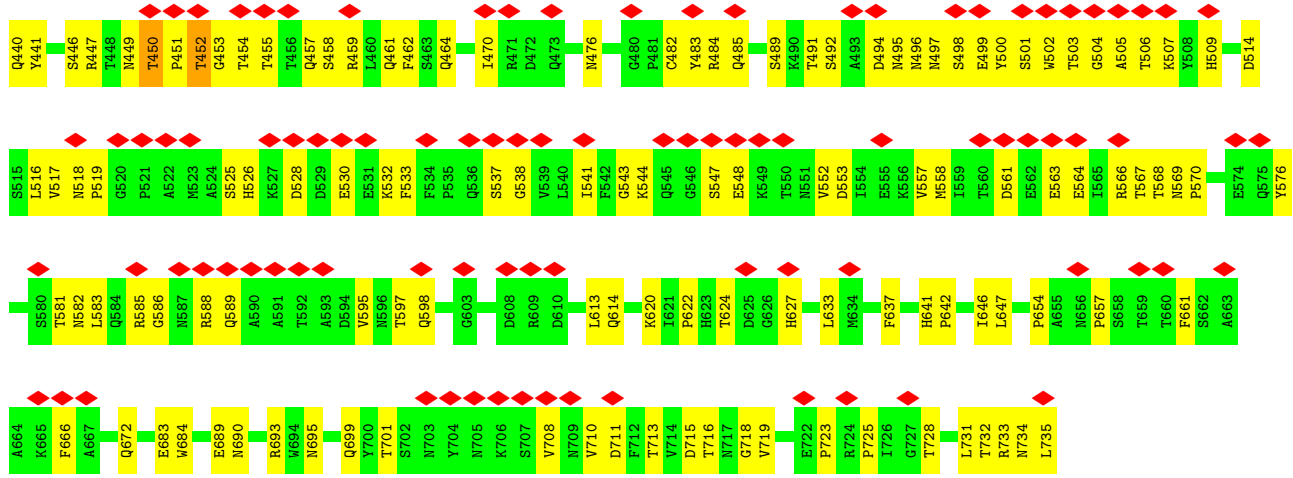 Q440 Y441 S446 R447 T448 N449 T450 P451 T452 G453 T454 T455 T456 Q457 S458 R459 L460 Q461 F462 S463 Q464 I470 R471 D472 Q473 N476 G480 P481 C482 Y483 R484 Q485 S489 K490 T491 S492 A493 D494 N495 N496 N497 S498 E499 Y500 S501 W502 T503 G504 A505 T506 K507 Y508 H509 D514
S515 L516 V517 N518 P519 G520 P521 A522 M523 A524 S525 H526 K527 D528 D529 E530 E531 K532 F533 F534 P535 Q536 S537 G538 V539 L540 I541 F542 G543 K544 Q545 G546 S547 E548 K549 T550 N551 V552 D553 I554 E555 K556 V557 M558 I559 T560 D561 E562 E563 E564 I565 R566 T567 T568 N569 P570 E574 Q575 Y576
S580 T581 N582 L583 Q584 R585 G586 N587 R588 Q589 A590 A591 T592 A593 D594 V595 N596 T597 Q598 G603 D608 R609 D610 L613 Q614 K620 I621 P622 H623 T624 D625 G626 H627 L633 M634 F637 H641 P642 I646 L647 P654 A655 N656 P657 S658 T659 T660 F661 S662 A663
A664 K665 F666 A667 Q672 E683 W684 E689 N690 R693 W694 N695 Q699 Y700 T701 S702 N703 Y704 N705 K706 S707 V708 N709 V710 D711 F712 T713 V714 D715 T716 N717 G718 V719 E722 P723 R724 P725 I726 G727 T728 L731 T732 R733 N734 L735